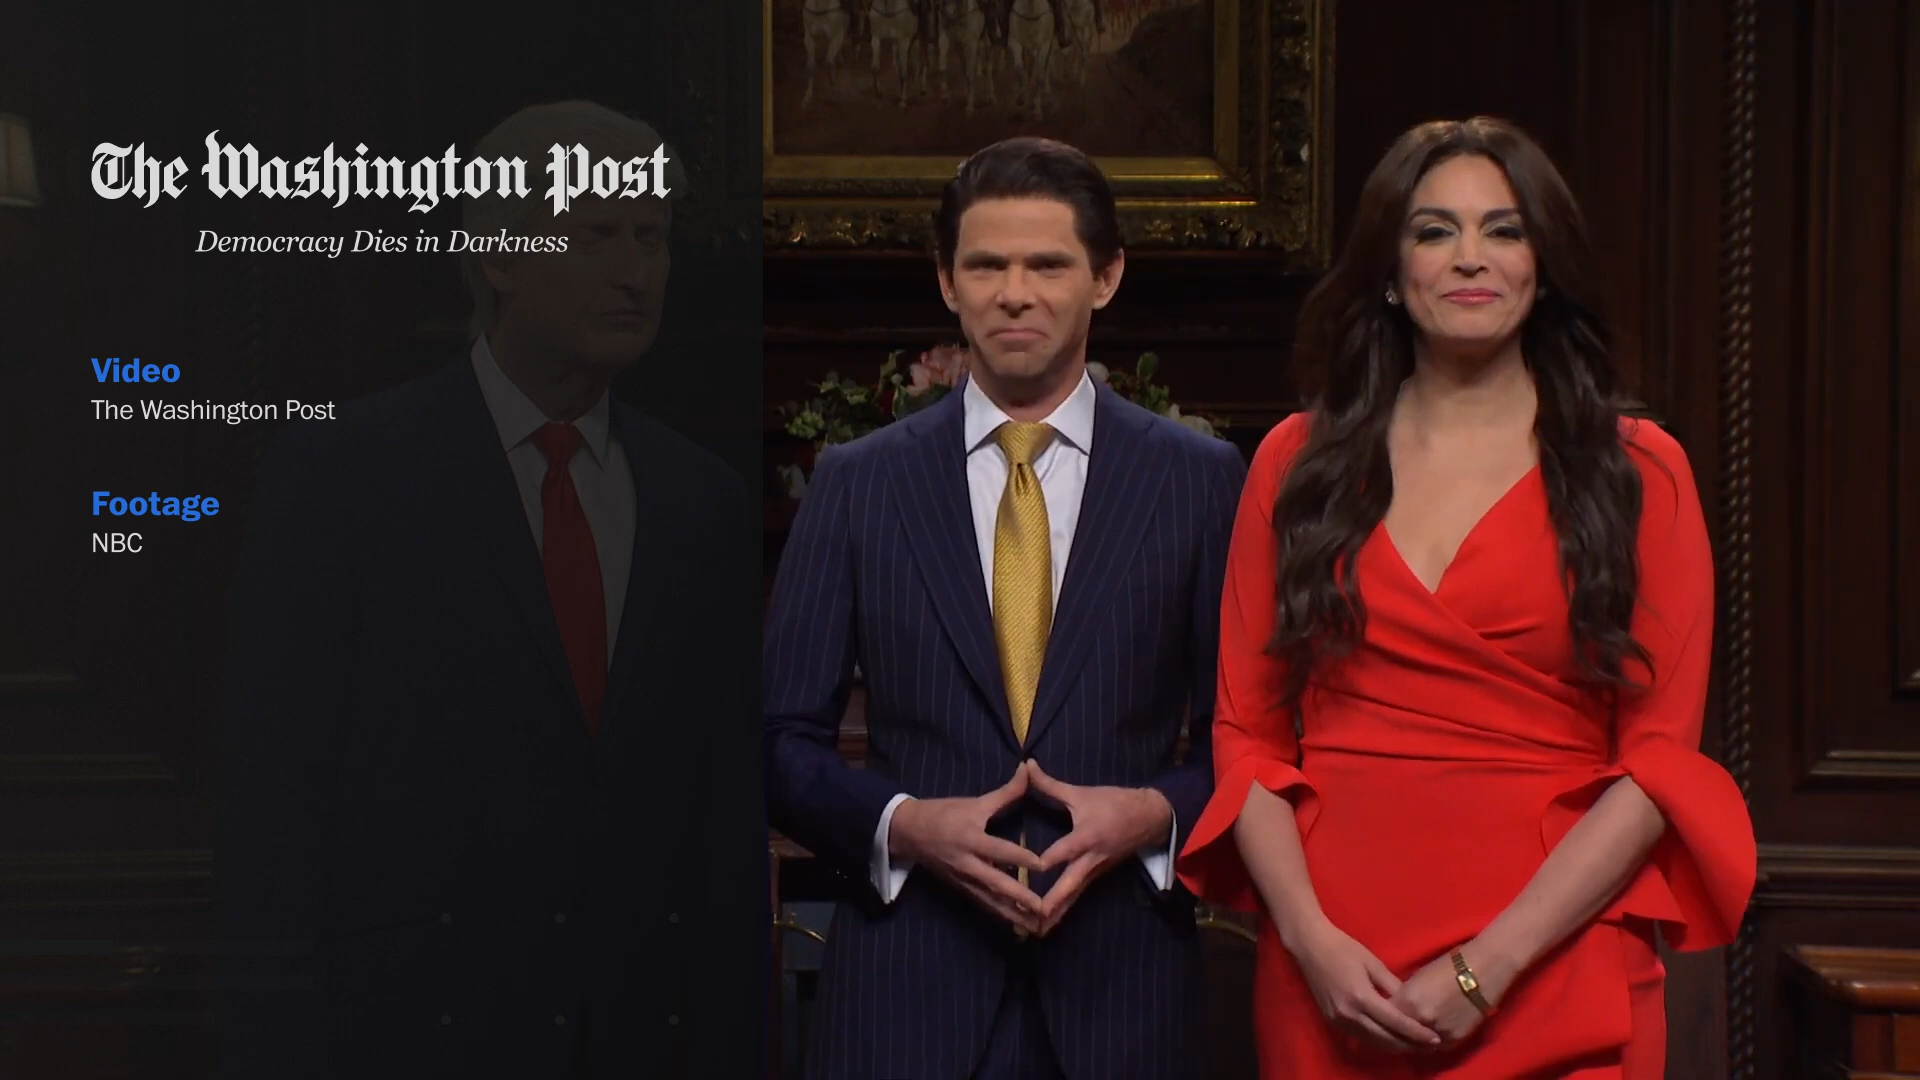 The Washington Post
Democracy Dies in Darkness
Video
The Washington Post
Footage
NBC